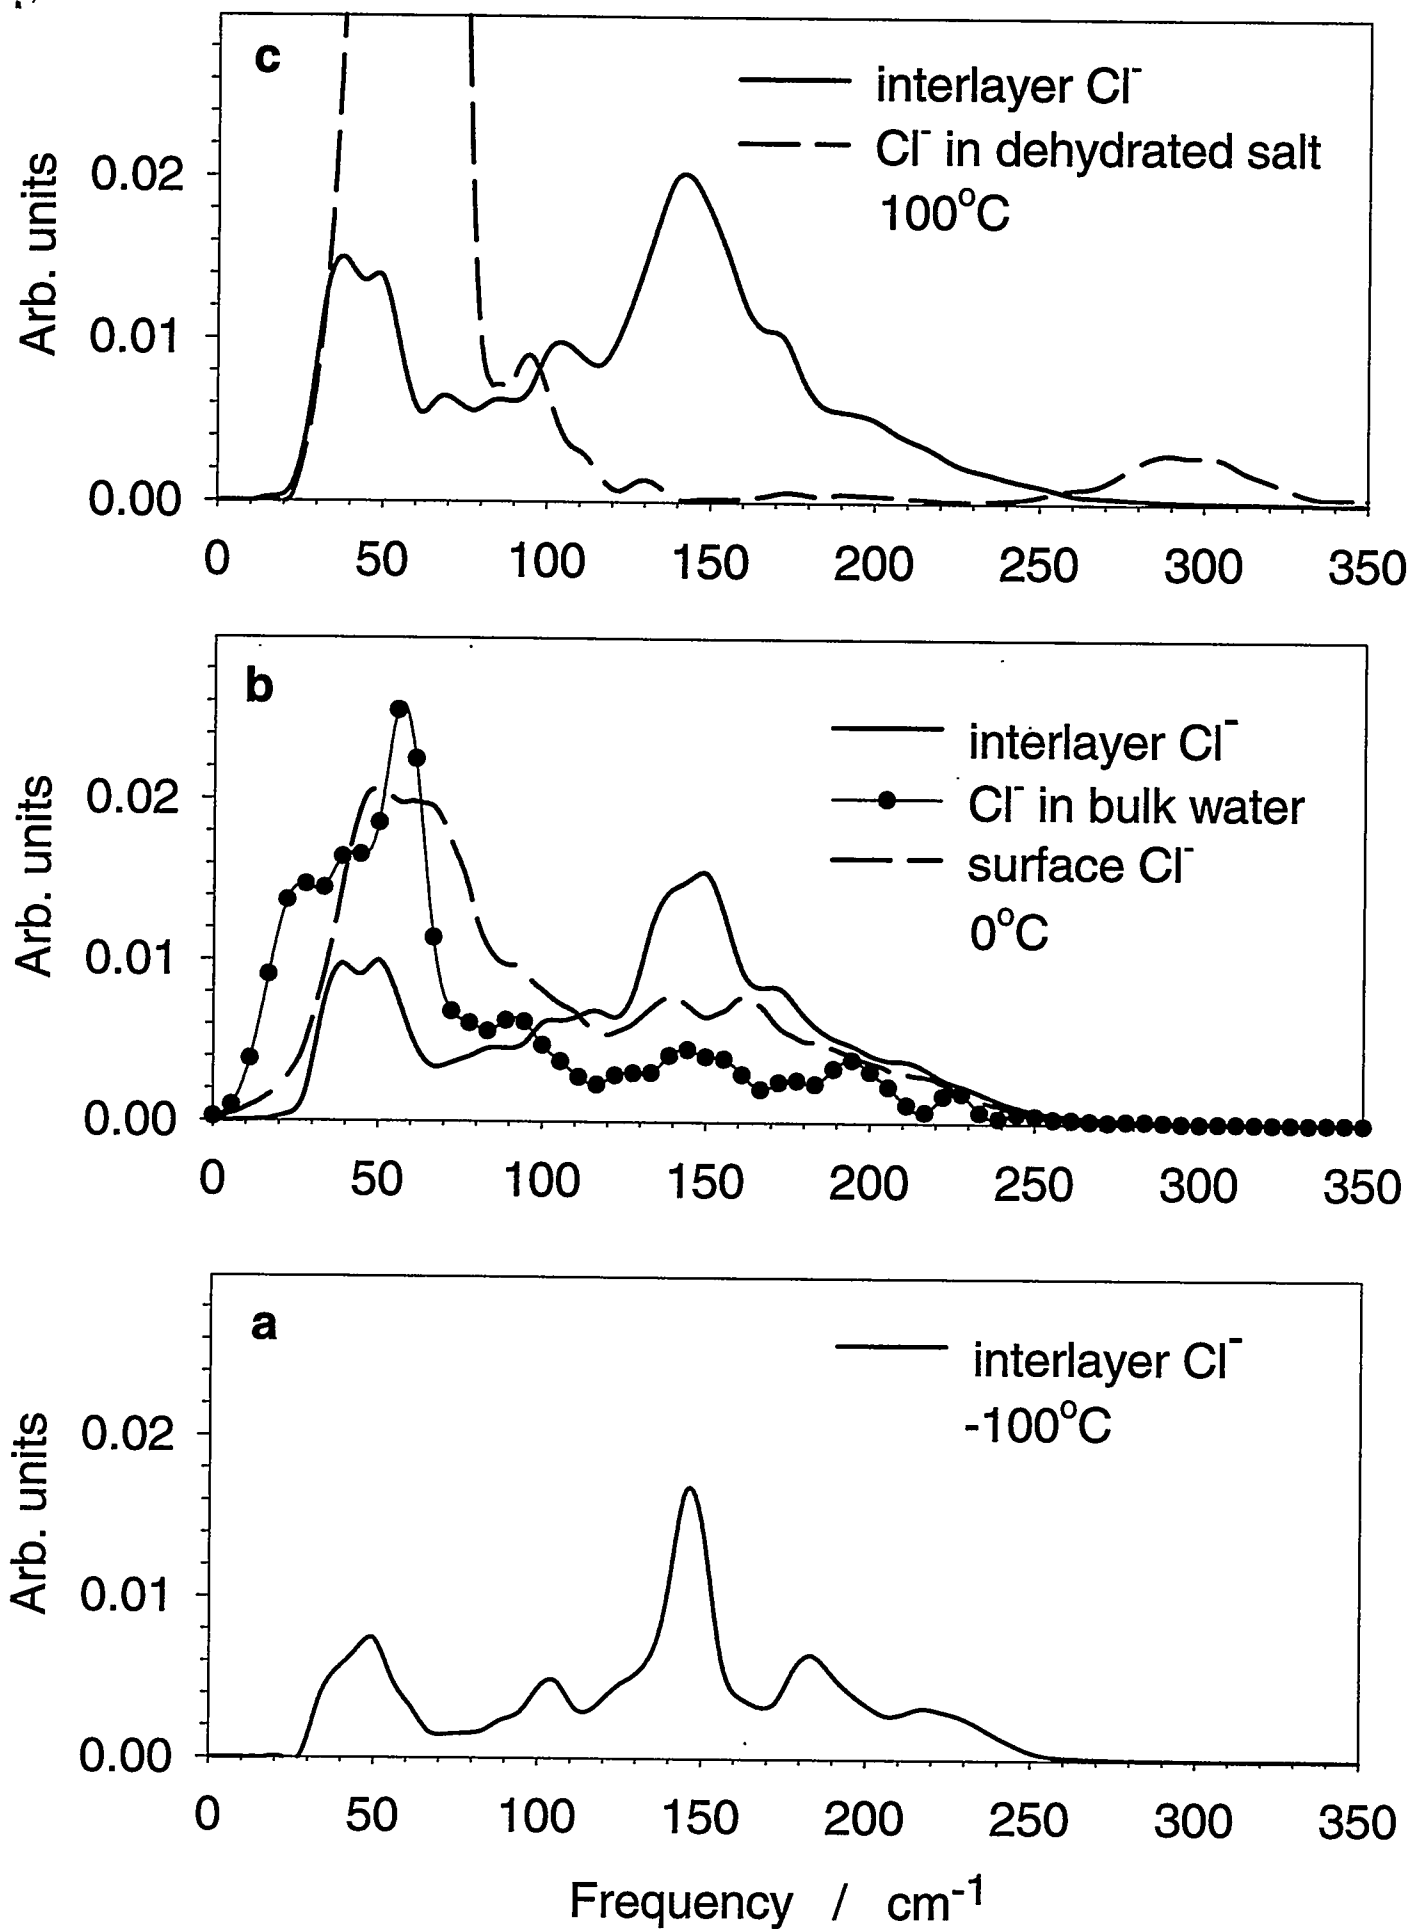 c
interlayer Cl⁻
Cl⁻ in dehydrated salt
100°C
Arb. units
0.02
0.01
0.00
0 50 100 150 200 250 300 350
b
interlayer Cl⁻
Cl⁻ in bulk water
surface Cl⁻
0°C
Arb. units
0.02
0.01
0.00
0 50 100 150 200 250 300 350
a
interlayer Cl⁻
-100°C
Arb. units
0.02
0.01
0.00
0 50 100 150 200 250 300 350
Frequency / cm⁻¹